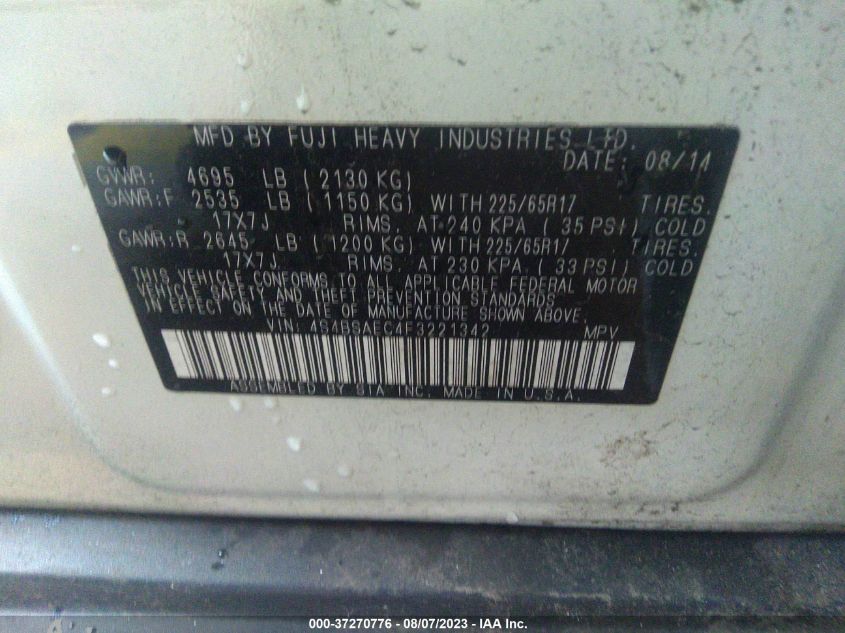 MFD BY FUJI HEAVY INDUSTRIES LTD.
DATE: 08/14
GVWR: 4695 LB (2130 KG)
GAWR:F 2535 LB (1150 KG) WITH 225/65R17 TIRES.
17X7J RIMS. AT 240 KPA (35 PSI) COLD
GAWR:R 2645 LB (1200 KG) WITH 225/65R17 TIRES.
17X7J RIMS. AT 230 KPA (33 PSI) COLD
THIS VEHICLE CONFORMS TO ALL APPLICABLE FEDERAL MOTOR
VEHICLE SAFETY AND THEFT PREVENTION STANDARDS
IN EFFECT ON THE DATE OF MANUFACTURE SHOWN ABOVE.
VIN: 4S4BSAEC4F3221342 MPV
ASSEMBLED BY SIA INC. MADE IN U.S.A.
000-37270776 - 08/07/2023 - IAA Inc.